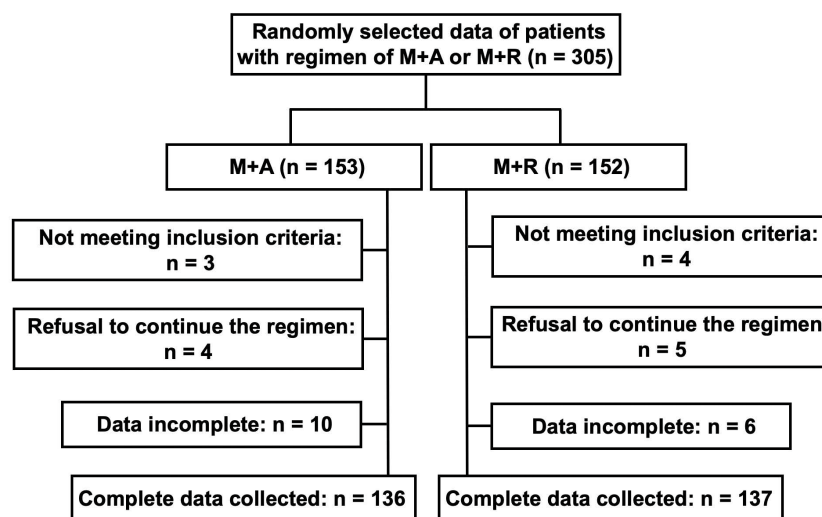 Randomly selected data of patients
with regimen of M+A or M+R (n = 305)
M+A (n = 153)
M+R (n = 152)
Not meeting inclusion criteria:
n = 3
Not meeting inclusion criteria:
n = 4
Refusal to continue the regimen:
n = 4
Refusal to continue the regimen
n = 5
Data incomplete: n = 10
Data incomplete: n = 6
Complete data collected: n = 136
Complete data collected: n = 137